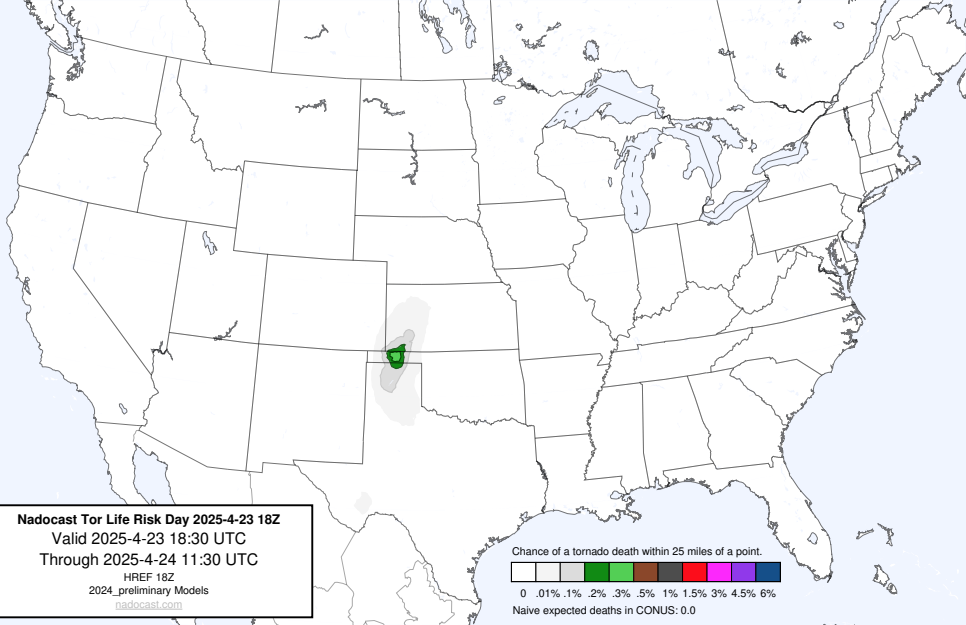 Nadocast Tor Life Risk Day 2025-4-23 18Z
Valid 2025-4-23 18:30 UTC
Through 2025-4-24 11:30 UTC
HREF 18Z
2024_preliminary Models
nadocast.com
Chance of a tornado death within 25 miles of a point.
0 .01% .1% .2% .3% .5% 1% 1.5% 3% 4.5% 6%
Naive expected deaths in CONUS: 0.0